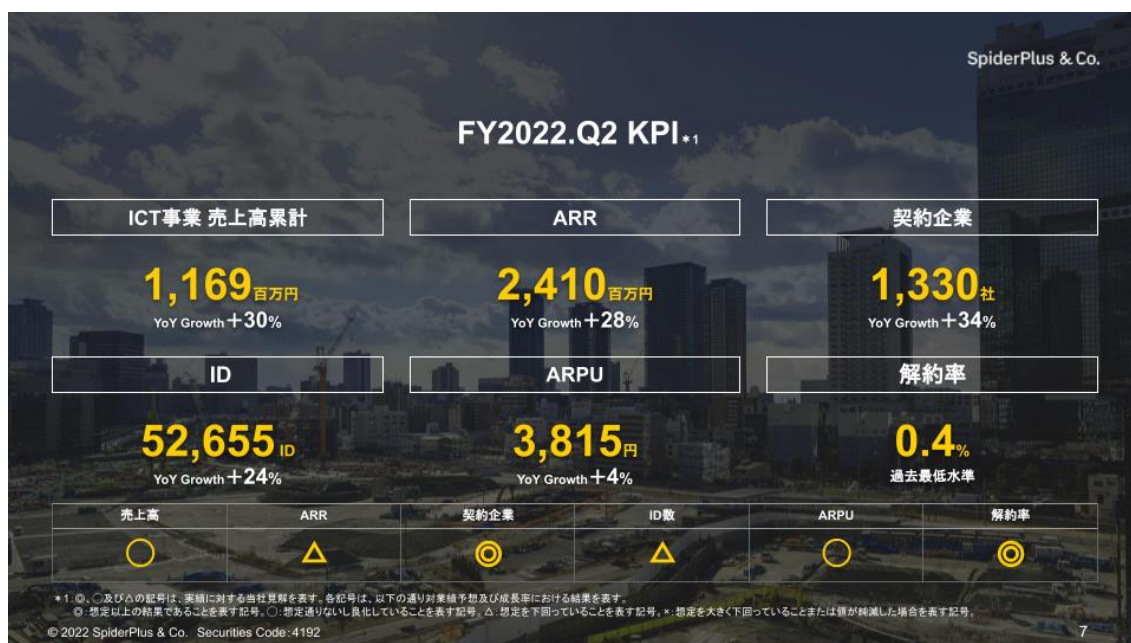 SpiderPlus & Co.
FY2022.Q2 KPI*1
ICT事業 売上高累計
ARR
契約企業
1,169百万円
2,410百万円
1,330社
YoY Growth+30%
YoY Growth+28%
YoY Growth+34%
ID
ARPU
解約率
52,655 ID
3,815円
0.4%
YoY Growth+24%
YoY Growth+4%
過去最低水準
売上高
ARR
契約企業
ID数
ARPU
解約率
○
△
◎
△
○
◎
*1:◎、○及び△の記号は、実績に対する当社見解を表す。各記号は、以下の通り対業績予想及び成長率における結果を表す。
◎:想定以上の結果であることを表す記号。○:想定通りないし良化していることを表す記号。△:想定を下回っていることを表す記号。×:想定を大きく下回っていることまたは値が純減した場合を表す記号。
© 2022 SpiderPlus & Co. Securities Code:4192
7